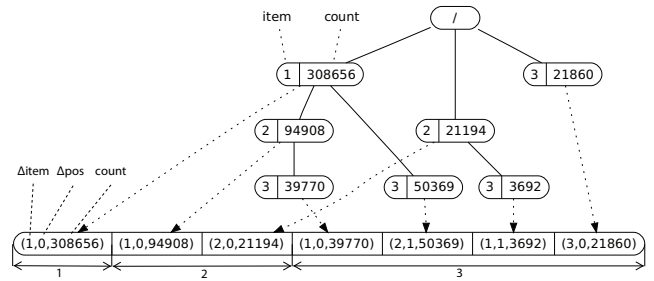 item count /
1 308656 3 21860
2 94908 2 21194
3 39770 3 50369 3 3692
Δitem Δpos count
(1,0,308656) (1,0,94908) (2,0,21194) (1,0,39770) (2,1,50369) (1,1,3692) (3,0,21860)
1 2 3